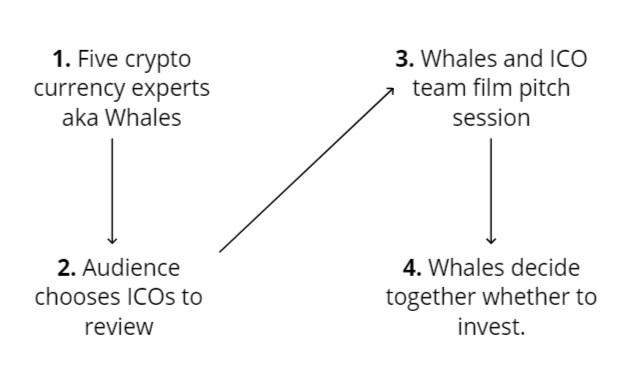 1. Five crypto
currency experts
aka Whales
2. Audience
chooses ICOs to
review
3. Whales and ICO
team film pitch
session
4. Whales decide
together whether to
invest.